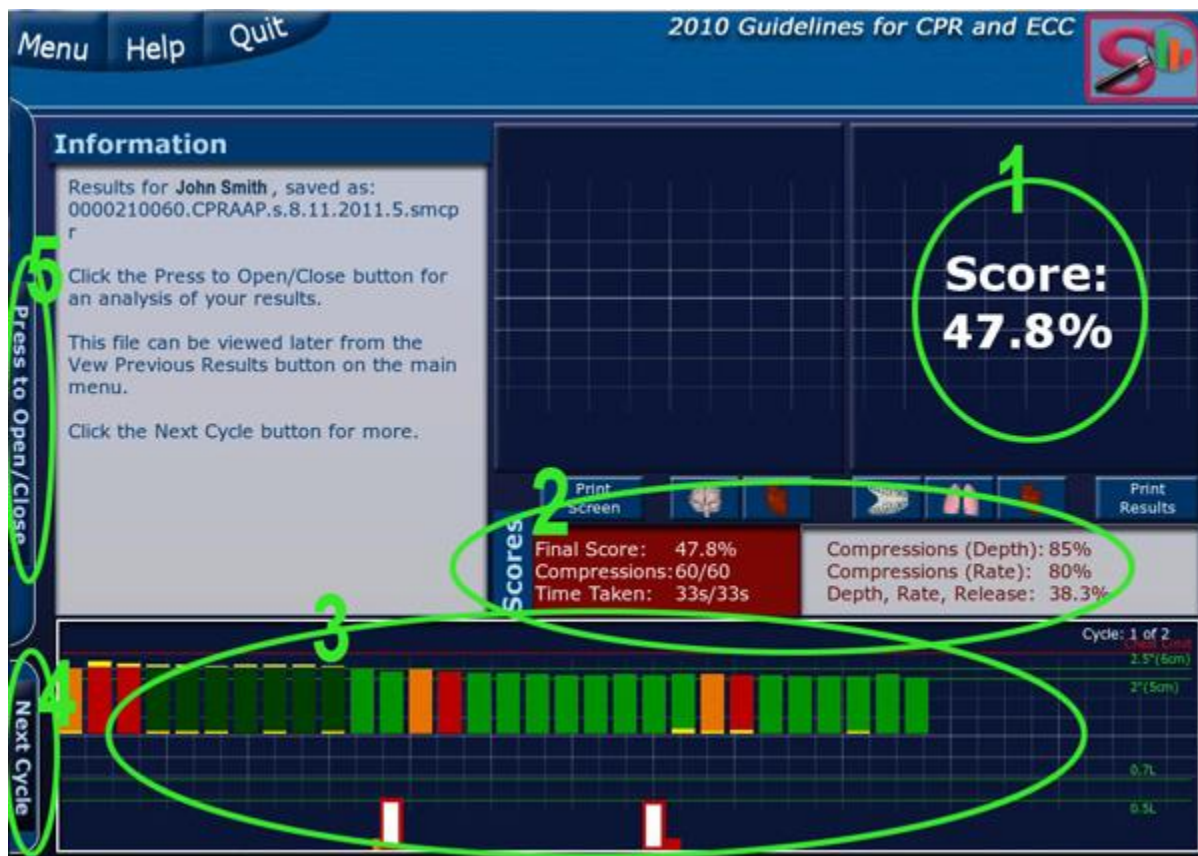 Menu Help Quit
2010 Guidelines for CPR and ECC
S
Information
Results for John Smith, saved as:
0000210060.CPRAAP.s.8.11.2011.5.smcp
r
Click the Press to Open/Close button for
an analysis of your results.
This file can be viewed later from the
Vew Previous Results button on the main
menu.
Click the Next Cycle button for more.
5
Press to Open/Close
1
Score:
47.8%
2
Print
Screen
Print
Results
Scores
Final Score: 47.8%
Compressions:60/60
Time Taken: 33s/33s
Compressions (Depth): 85%
Compressions (Rate): 80%
Depth, Rate, Release: 38.3%
3
Cycle: 1 of 2
Chest Limit
2.5"(6cm)
2"(5cm)
0.7L
0.5L
4
Next Cycle